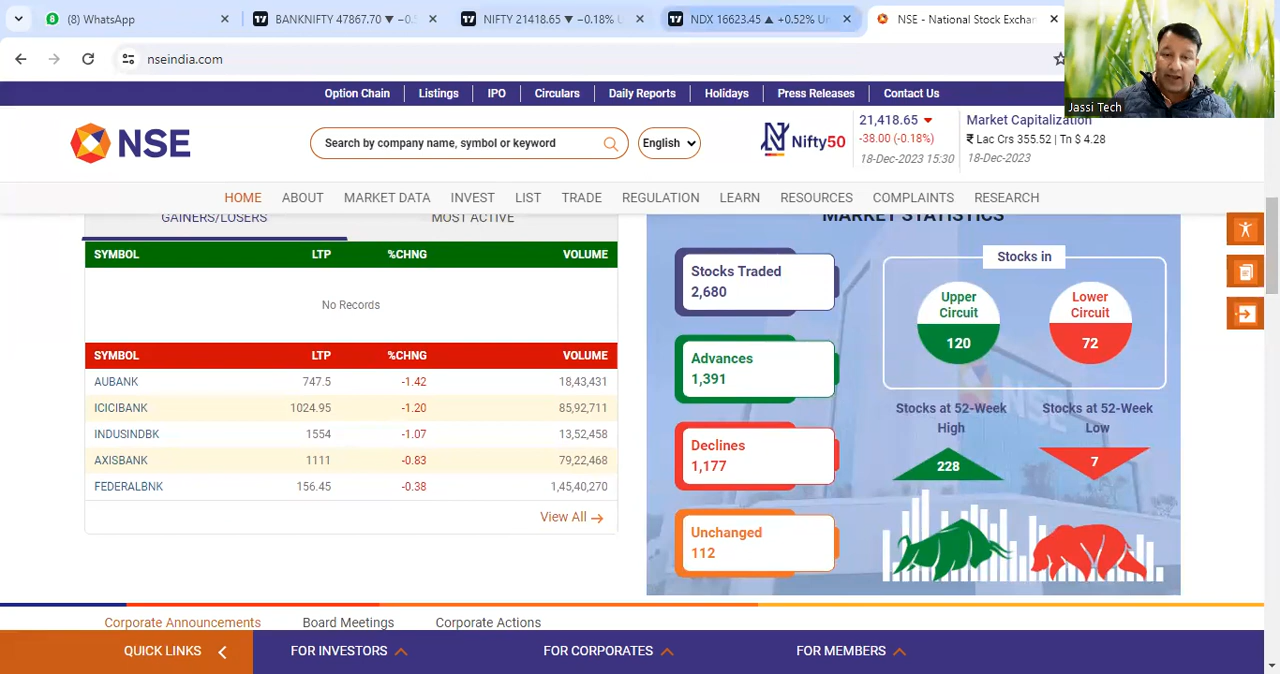 (8) WhatsApp
BANKNIFTY 47867.70 ▼ −0.
NIFTY 21418.65 ▼ −0.18% U
NDX 16623.45 ▲ +0.52% Un
NSE - National Stock Exchan
nseindia.com
Jassi Tech
Option Chain
Listings
IPO
Circulars
Daily Reports
Holidays
Press Releases
Contact Us
NSE
Search by company name, symbol or keyword
English
Nifty50
21,418.65
-38.00 (-0.18%)
18-Dec-2023 15:30
Market Capitalization
₹ Lac Crs 355.52 | Tn $ 4.28
18-Dec-2023
HOME
ABOUT
MARKET DATA
INVEST
LIST
TRADE
REGULATION
LEARN
RESOURCES
COMPLAINTS
RESEARCH
GAINERS/LOSERS
MOST ACTIVE
SYMBOL LTP %CHNG VOLUME
No Records
SYMBOL LTP %CHNG VOLUME
AUBANK 747.5 -1.42 18,43,431
ICICIBANK 1024.95 -1.20 85,92,711
INDUSINDBK 1554 -1.07 13,52,458
AXISBANK 1111 -0.83 79,22,468
FEDERALBNK 156.45 -0.38 1,45,40,270
View All
MARKET STATISTICS
Stocks Traded
2,680
Advances
1,391
Declines
1,177
Unchanged
112
Stocks in
Upper
Circuit
120
Lower
Circuit
72
Stocks at 52-Week
High
228
Stocks at 52-Week
Low
7
NSE
Corporate Announcements
Board Meetings
Corporate Actions
QUICK LINKS
FOR INVESTORS
FOR CORPORATES
FOR MEMBERS